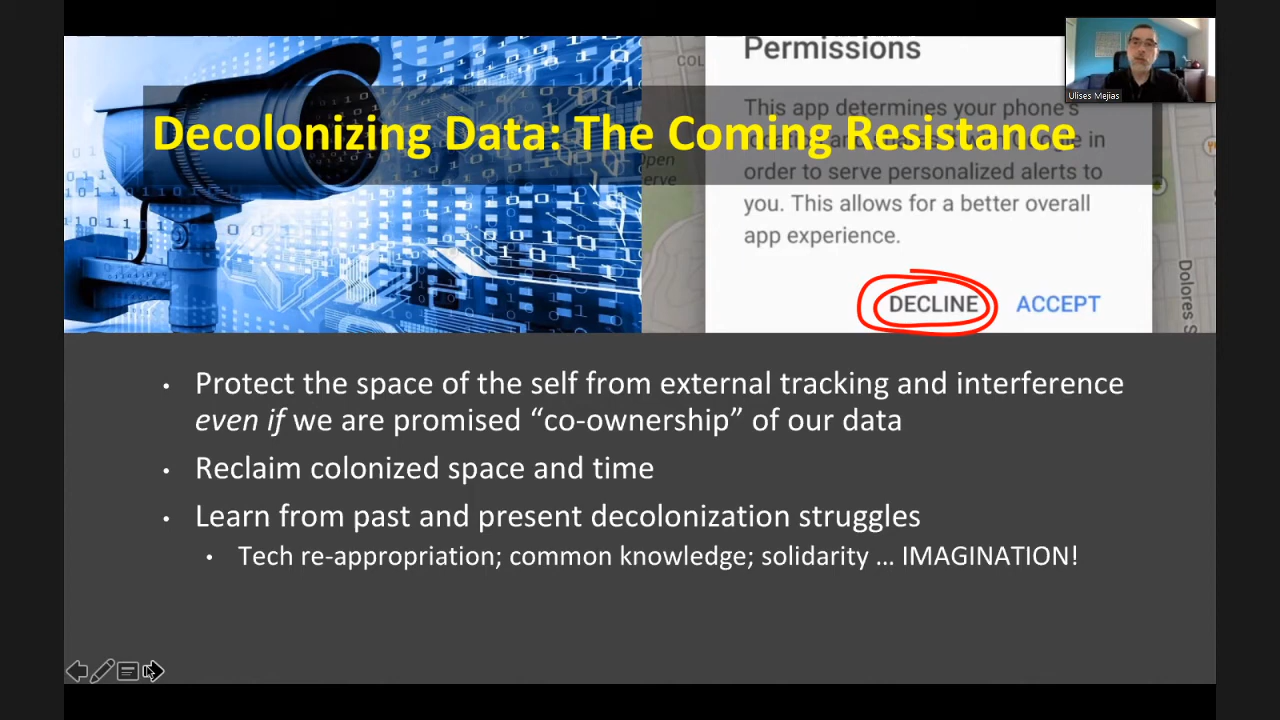 Permissions
COL
Ulises Mejias
This app determines your phone's
Decolonizing Data: The Coming Resistance
in
Open
order to serve personalized alerts to
you. This allows for a better overall
app experience.
DECLINE
ACCEPT
Dolores S
• Protect the space of the self from external tracking and interference
even if we are promised “co-ownership” of our data
• Reclaim colonized space and time
• Learn from past and present decolonization struggles
• Tech re-appropriation; common knowledge; solidarity … IMAGINATION!